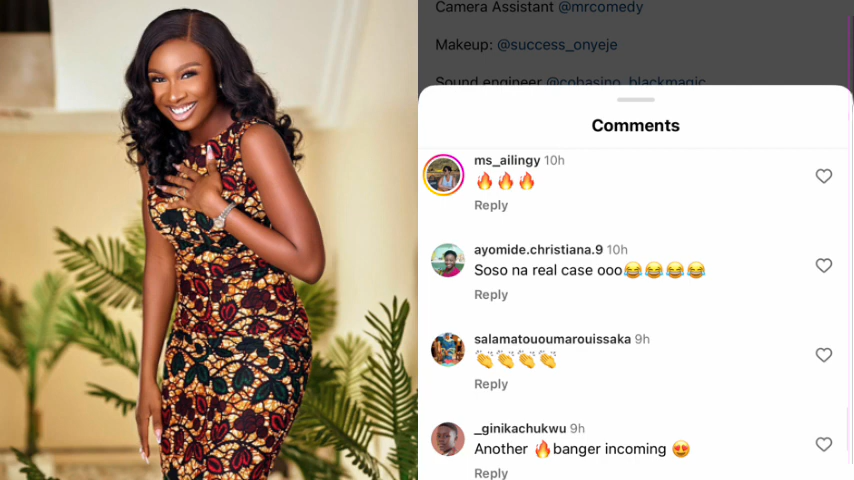 Camera Assistant @mrcomedy
Makeup: @success_onyeje
Sound engineer @cobasino_blackmagic
Comments
ms_ailingy 10h
🔥🔥🔥
Reply
ayomide.christiana.9 10h
Soso na real case ooo😂😂😂😂
Reply
salamatououmarouissaka 9h
👏👏👏👏
Reply
_ginikachukwu 9h
Another 🔥banger incoming 😍
Reply